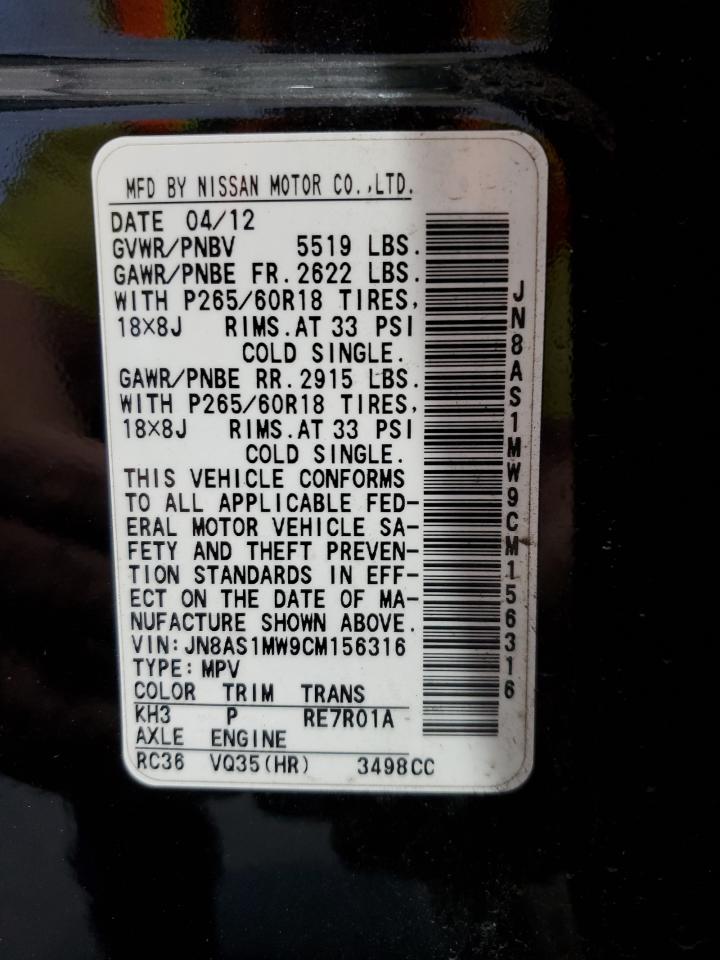 MFD BY NISSAN MOTOR CO.,LTD.
DATE 04/12
GVWR/PNBV 5519 LBS.
GAWR/PNBE FR. 2622 LBS.
WITH P265/60R18 TIRES,
18×8J RIMS. AT 33 PSI
COLD SINGLE.
GAWR/PNBE RR. 2915 LBS.
WITH P265/60R18 TIRES,
18×8J RIMS. AT 33 PSI
COLD SINGLE.
THIS VEHICLE CONFORMS
TO ALL APPLICABLE FED-
ERAL MOTOR VEHICLE SA-
FETY AND THEFT PREVEN-
TION STANDARDS IN EFF-
ECT ON THE DATE OF MA-
NUFACTURE SHOWN ABOVE.
VIN: JN8AS1MW9CM156316
TYPE: MPV
COLOR TRIM TRANS
KH3 P RE7R01A
AXLE ENGINE
RC36 VQ35(HR) 3498CC
JN8AS1MW9CM156316